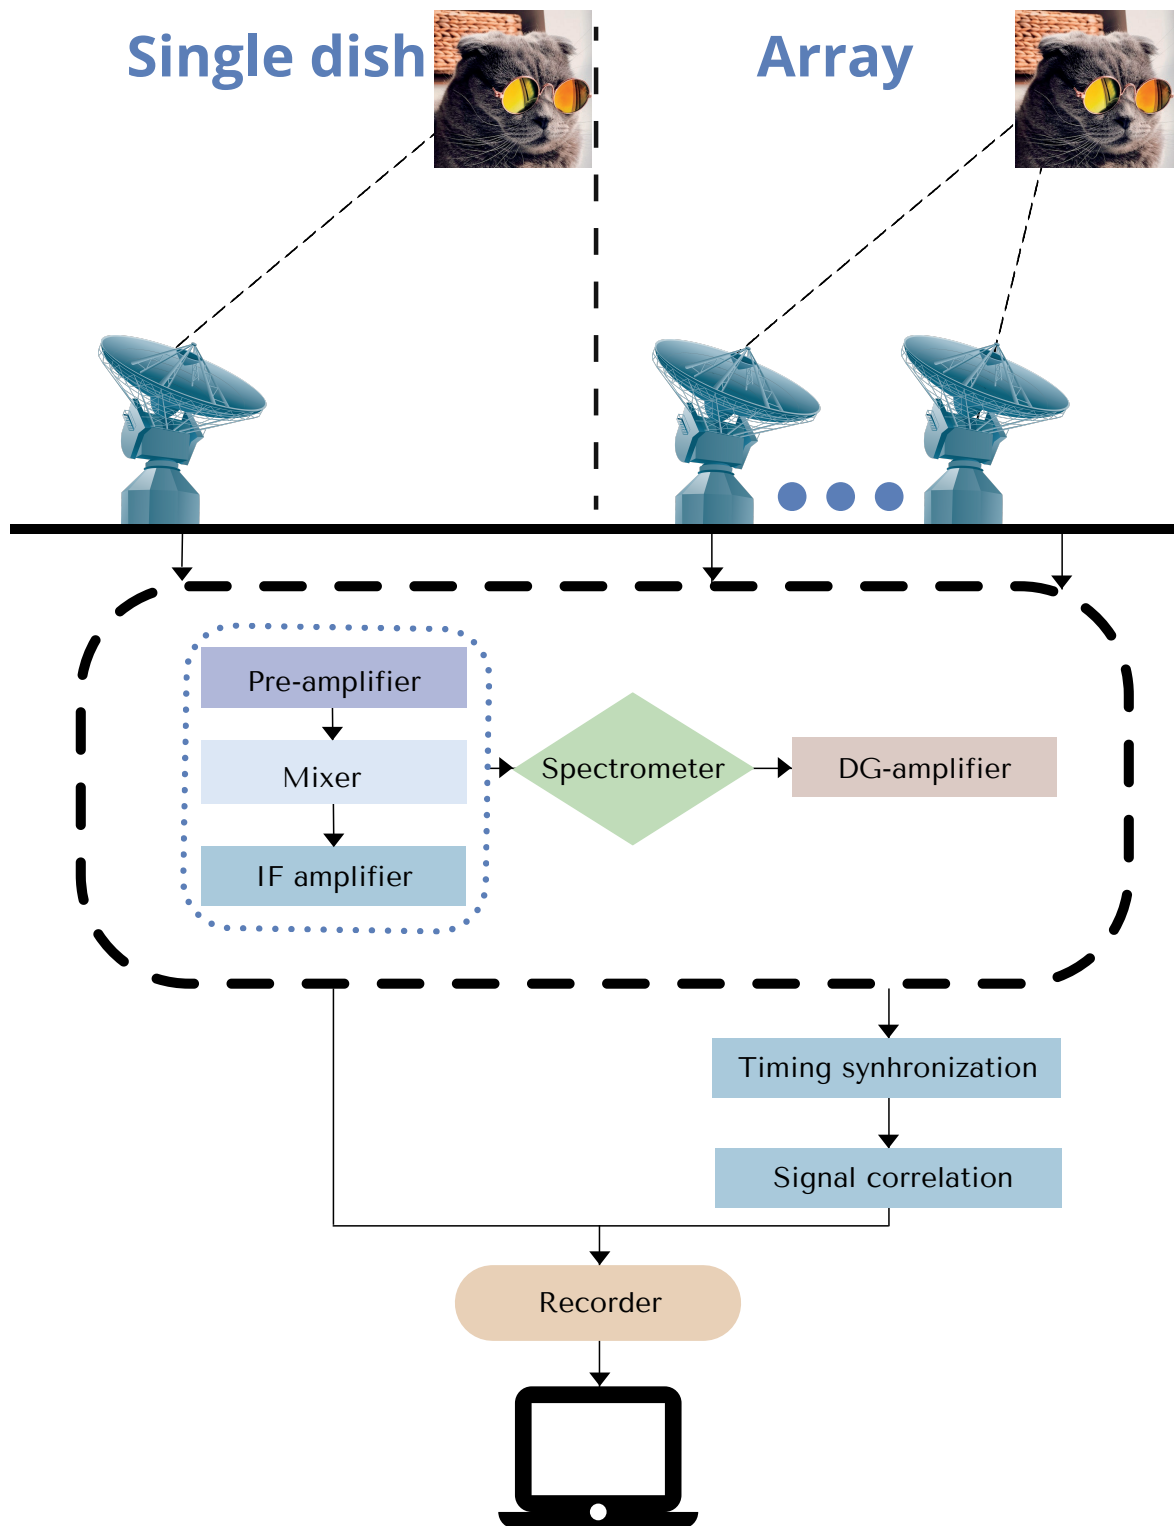 Single dish
Array
Pre-amplifier
Mixer
IF amplifier
Spectrometer
DG-amplifier
Timing synhronization
Signal correlation
Recorder